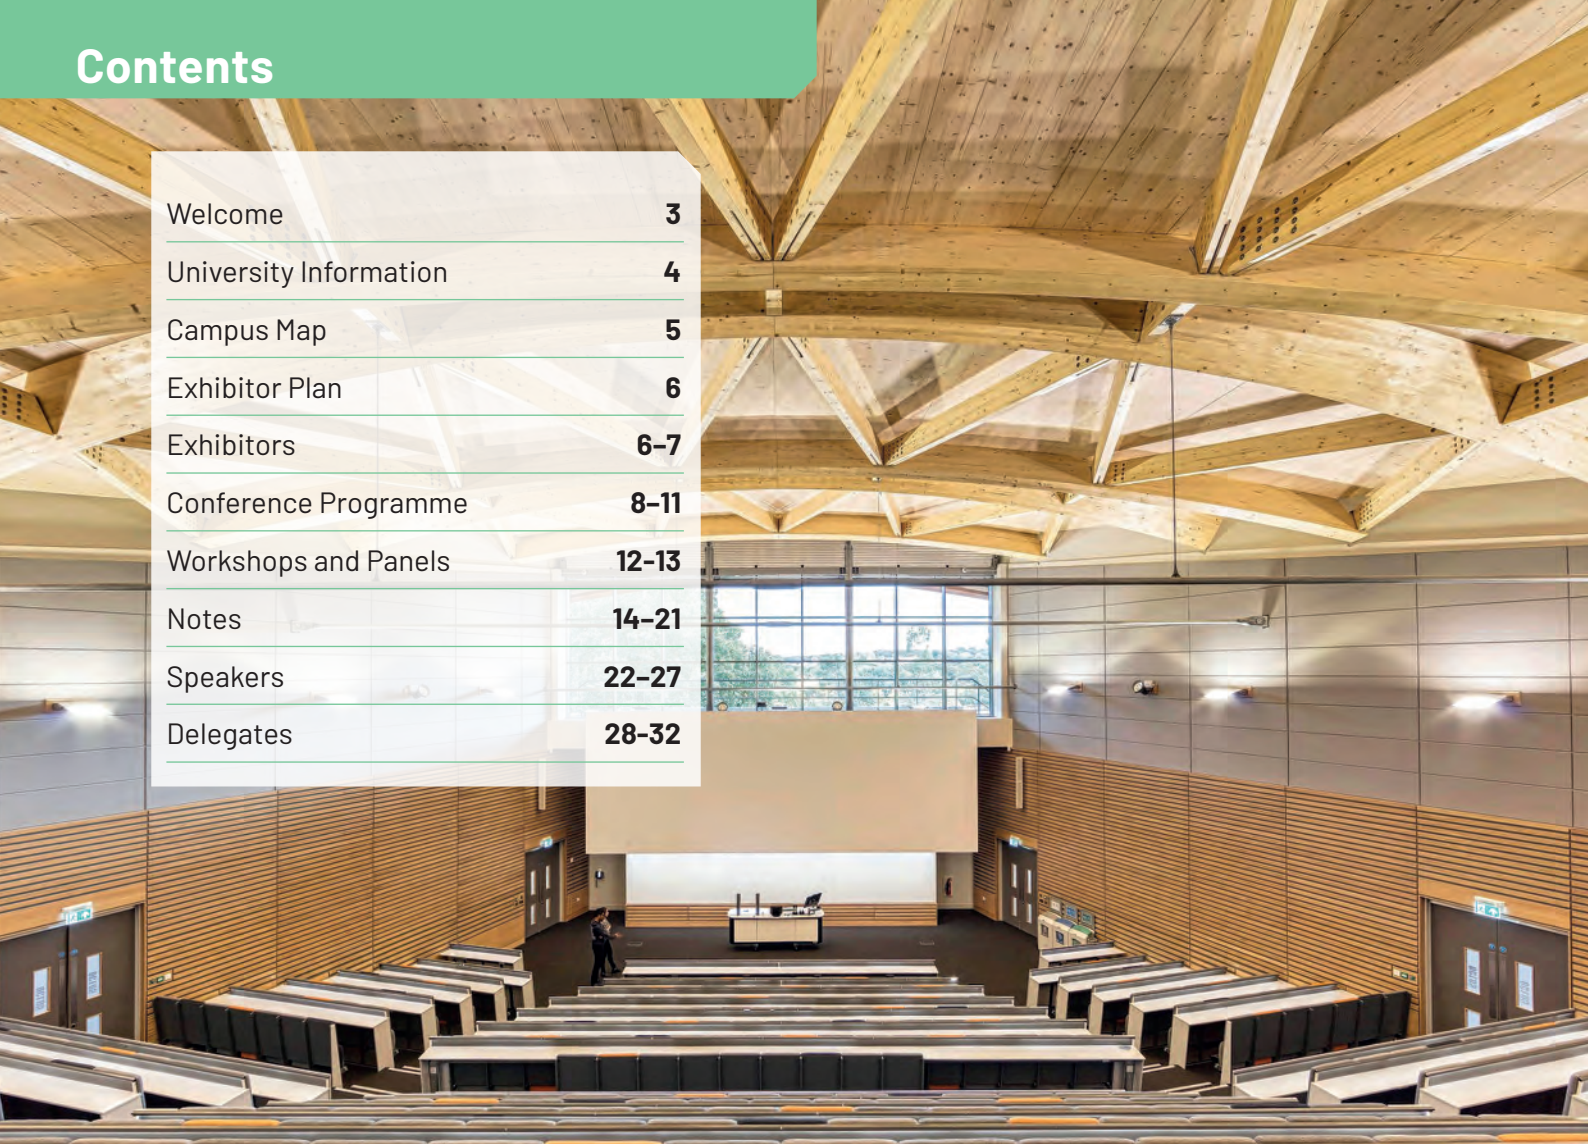 Contents
Welcome 3
University Information 4
Campus Map 5
Exhibitor Plan 6
Exhibitors 6–7
Conference Programme 8–11
Workshops and Panels 12-13
Notes 14–21
Speakers 22–27
Delegates 28-32